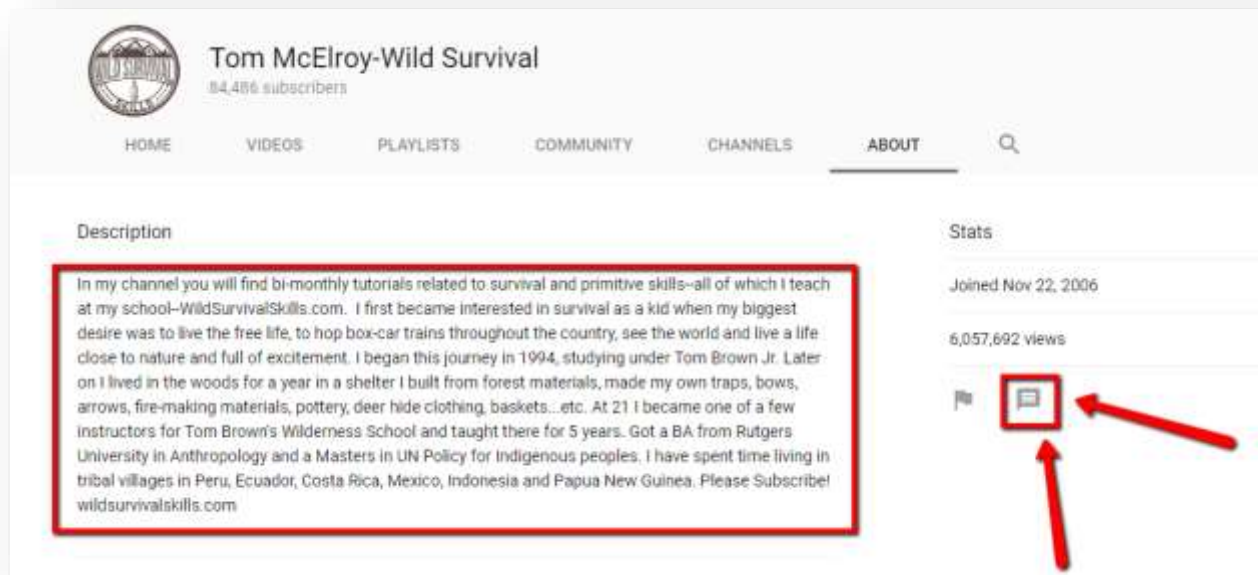 WILD SURVIVAL
SKILLS
Tom McElroy-Wild Survival
84,486 subscribers
HOME VIDEOS PLAYLISTS COMMUNITY CHANNELS ABOUT
Description
In my channel you will find bi-monthly tutorials related to survival and primitive skills--all of which I teach
at my school--WildSurvivalSkills.com. I first became interested in survival as a kid when my biggest
desire was to live the free life, to hop box-car trains throughout the country, see the world and live a life
close to nature and full of excitement. I began this journey in 1994, studying under Tom Brown Jr. Later
on I lived in the woods for a year in a shelter I built from forest materials, made my own traps, bows,
arrows, fire-making materials, pottery, deer hide clothing, baskets...etc. At 21 I became one of a few
instructors for Tom Brown's Wilderness School and taught there for 5 years. Got a BA from Rutgers
University in Anthropology and a Masters in UN Policy for Indigenous peoples. I have spent time living in
tribal villages in Peru, Ecuador, Costa Rica, Mexico, Indonesia and Papua New Guinea. Please Subscribe!
wildsurvivalskills.com
Stats
Joined Nov 22, 2006
6,057,692 views